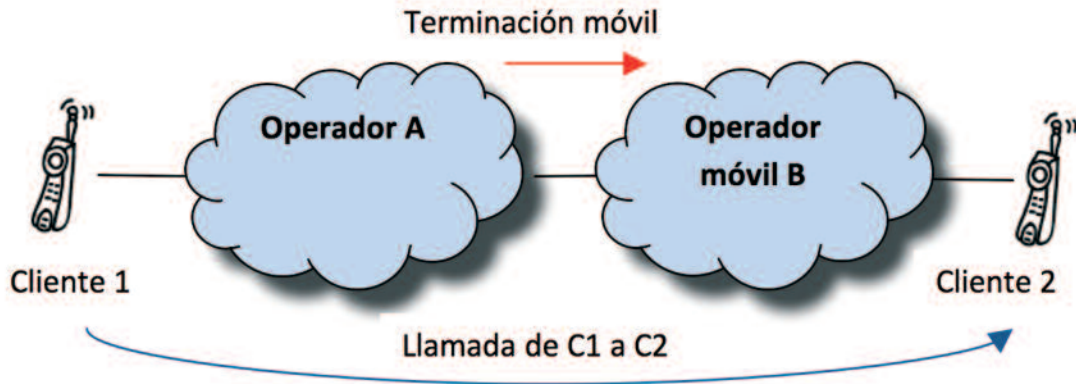 Terminación móvil
Operador A
Operador
móvil B
Cliente 1
Cliente 2
Llamada de C1 a C2